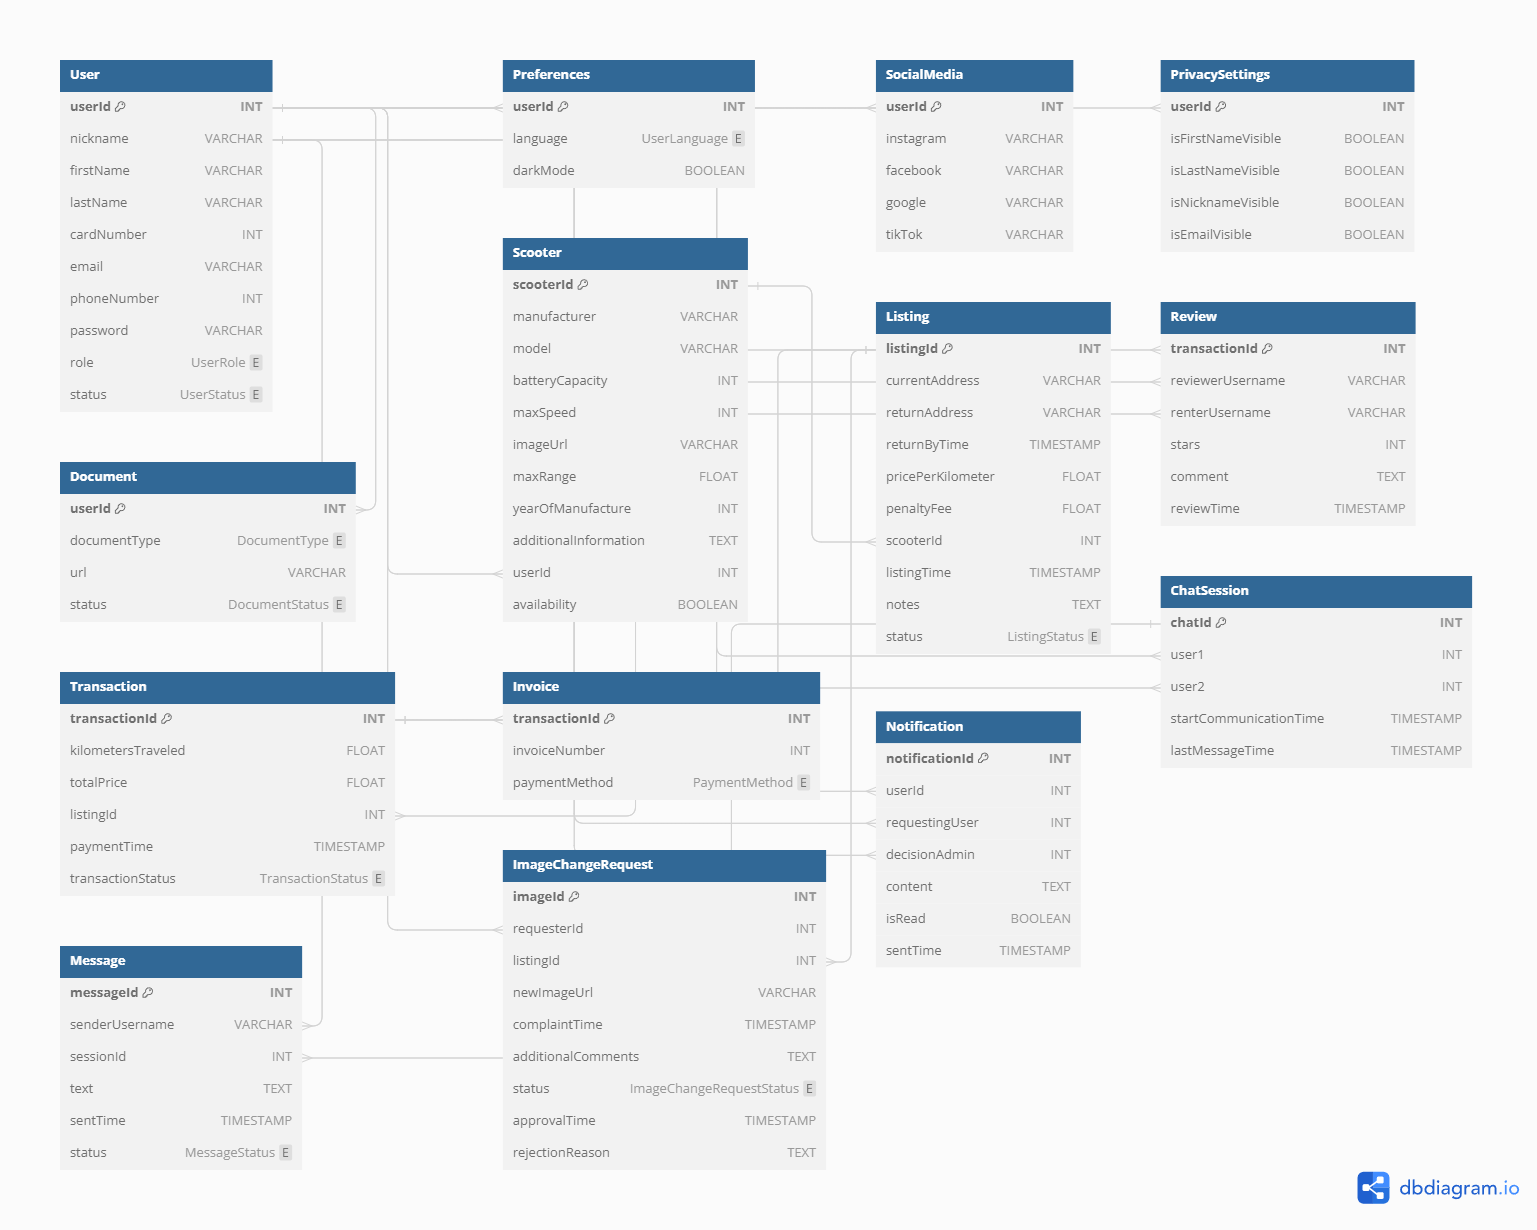 User
userId INT
nickname VARCHAR
firstName VARCHAR
lastName VARCHAR
cardNumber INT
email VARCHAR
phoneNumber INT
password VARCHAR
role UserRole E
status UserStatus E
Preferences
userId INT
language UserLanguage E
darkMode BOOLEAN
SocialMedia
userId INT
instagram VARCHAR
facebook VARCHAR
google VARCHAR
tikTok VARCHAR
PrivacySettings
userId INT
isFirstNameVisible BOOLEAN
isLastNameVisible BOOLEAN
isNicknameVisible BOOLEAN
isEmailVisible BOOLEAN
Scooter
scooterId INT
manufacturer VARCHAR
model VARCHAR
batteryCapacity INT
maxSpeed INT
imageUrl VARCHAR
maxRange FLOAT
yearOfManufacture INT
additionalInformation TEXT
userId INT
availability BOOLEAN
Listing
listingId INT
currentAddress VARCHAR
returnAddress VARCHAR
returnByTime TIMESTAMP
pricePerKilometer FLOAT
penaltyFee FLOAT
scooterId INT
listingTime TIMESTAMP
notes TEXT
status ListingStatus E
Review
transactionId INT
reviewerUsername VARCHAR
renterUsername VARCHAR
stars INT
comment TEXT
reviewTime TIMESTAMP
Document
userId INT
documentType DocumentType E
url VARCHAR
status DocumentStatus E
ChatSession
chatId INT
user1 INT
user2 INT
startCommunicationTime TIMESTAMP
lastMessageTime TIMESTAMP
Transaction
transactionId INT
kilometersTraveled FLOAT
totalPrice FLOAT
listingId INT
paymentTime TIMESTAMP
transactionStatus TransactionStatus E
Invoice
transactionId INT
invoiceNumber INT
paymentMethod PaymentMethod E
Notification
notificationId INT
userId INT
requestingUser INT
decisionAdmin INT
content TEXT
isRead BOOLEAN
sentTime TIMESTAMP
ImageChangeRequest
imageId INT
requesterId INT
listingId INT
newImageUrl VARCHAR
complaintTime TIMESTAMP
additionalComments TEXT
status ImageChangeRequestStatus E
approvalTime TIMESTAMP
rejectionReason TEXT
Message
messageId INT
senderUsername VARCHAR
sessionId INT
text TEXT
sentTime TIMESTAMP
status MessageStatus E
dbdiagram.io